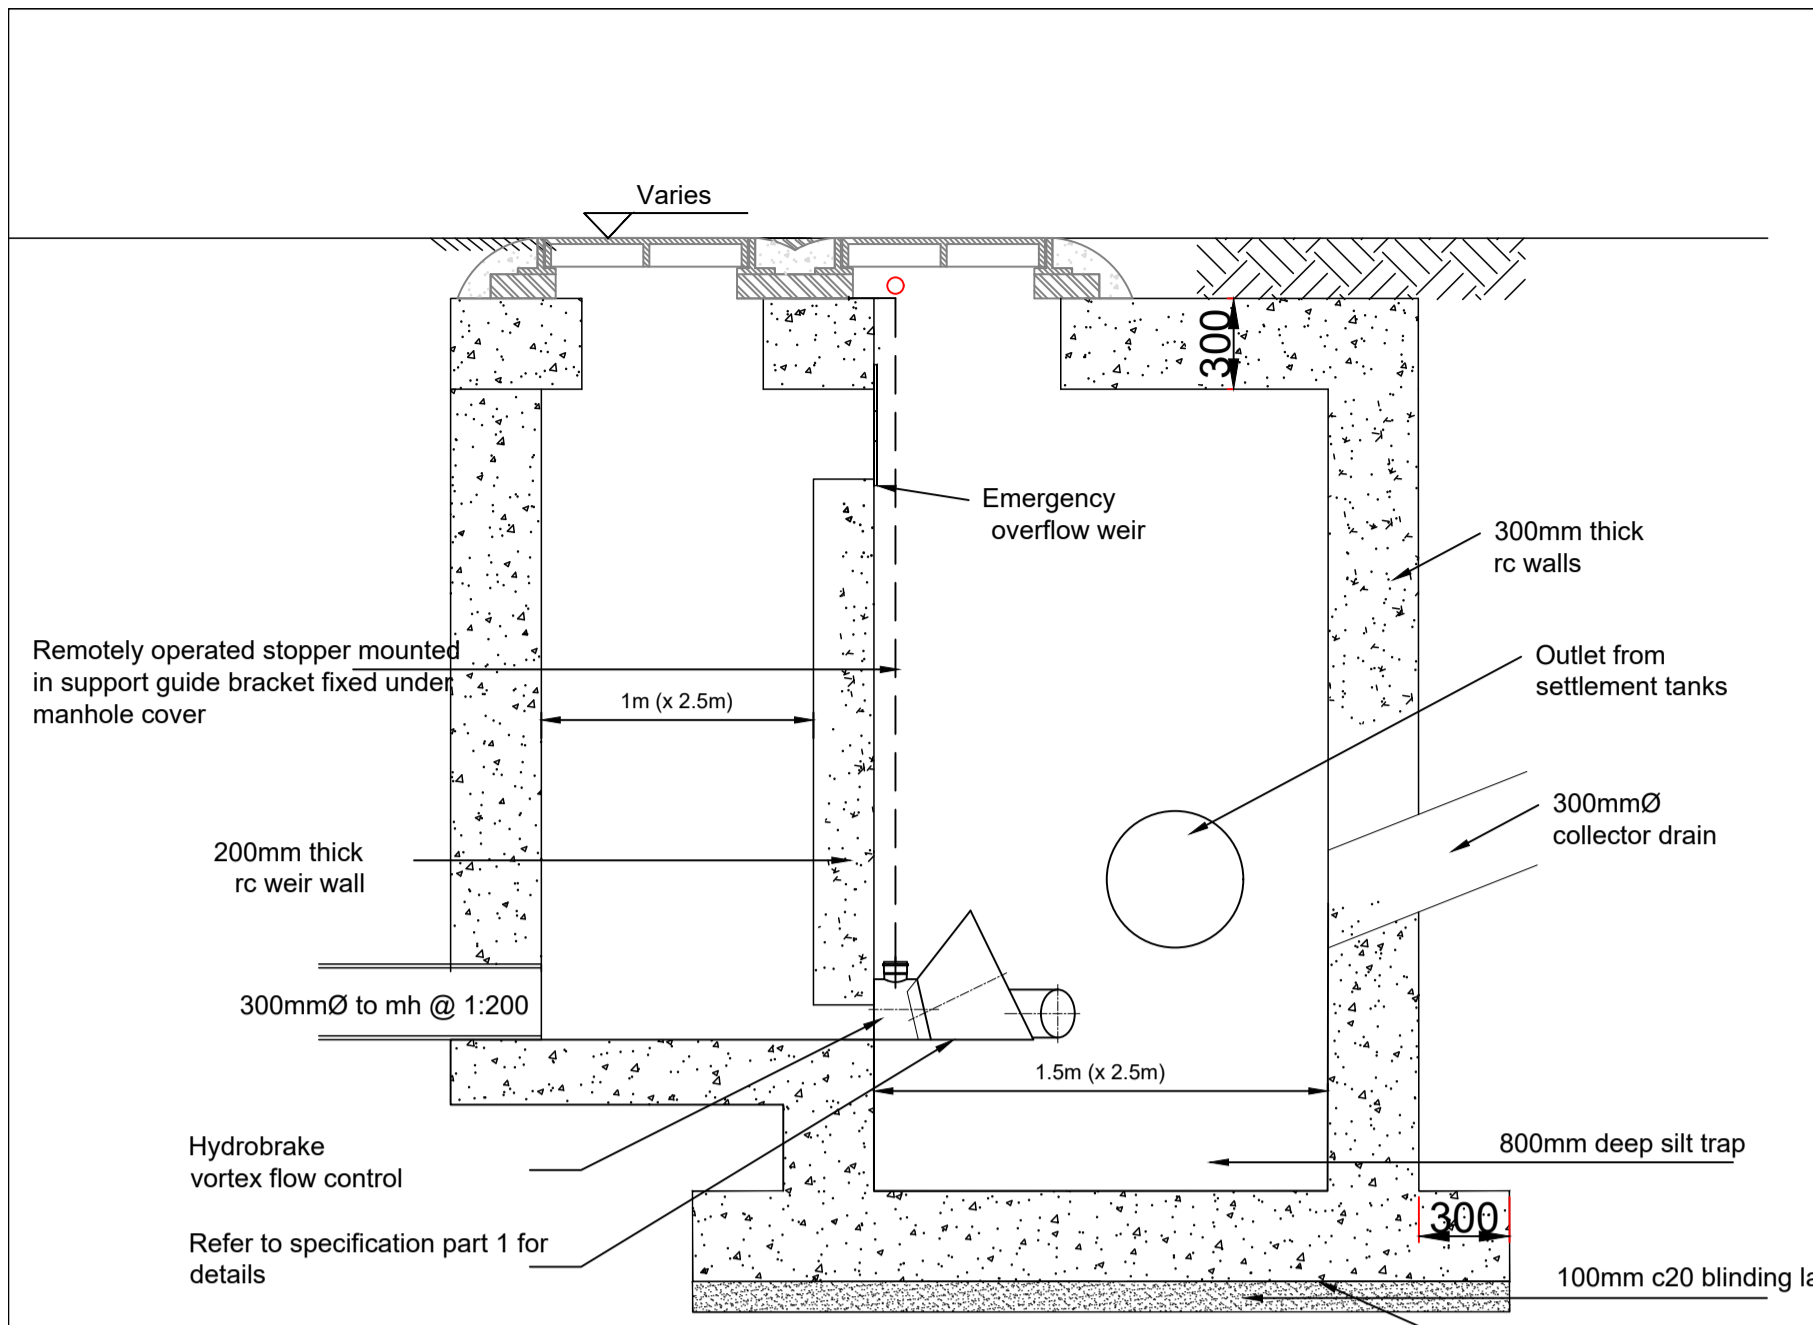 Varies
300
Emergency
overflow weir
300mm thick
rc walls
Remotely operated stopper mounted
in support guide bracket fixed under
manhole cover
1m (x 2.5m)
Outlet from
settlement tanks
300mmØ
collector drain
200mm thick
rc weir wall
300mmØ to mh @ 1:200
1.5m (x 2.5m)
Hydrobrake
vortex flow control
800mm deep silt trap
300
Refer to specification part 1 for
details
100mm c20 blinding